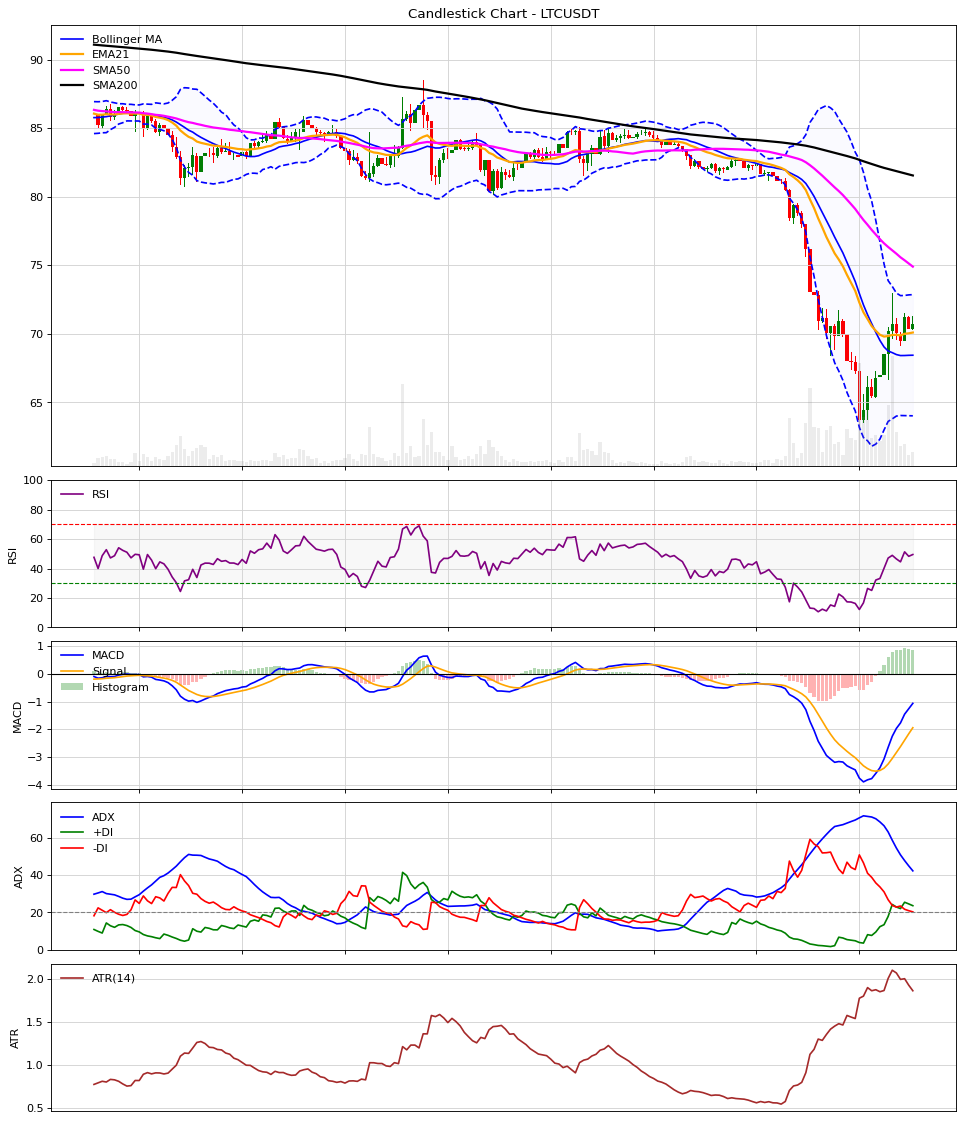 Candlestick Chart - LTCUSDT
Bollinger MA
EMA21
SMA50
SMA200
90
85
80
75
70
65
RSI
100
80
60
40
20
0
RSI
MACD
Signal
Histogram
1
0
−1
−2
−3
−4
MACD
ADX
+DI
-DI
60
40
20
0
ADX
ATR(14)
2.0
1.5
1.0
0.5
ATR